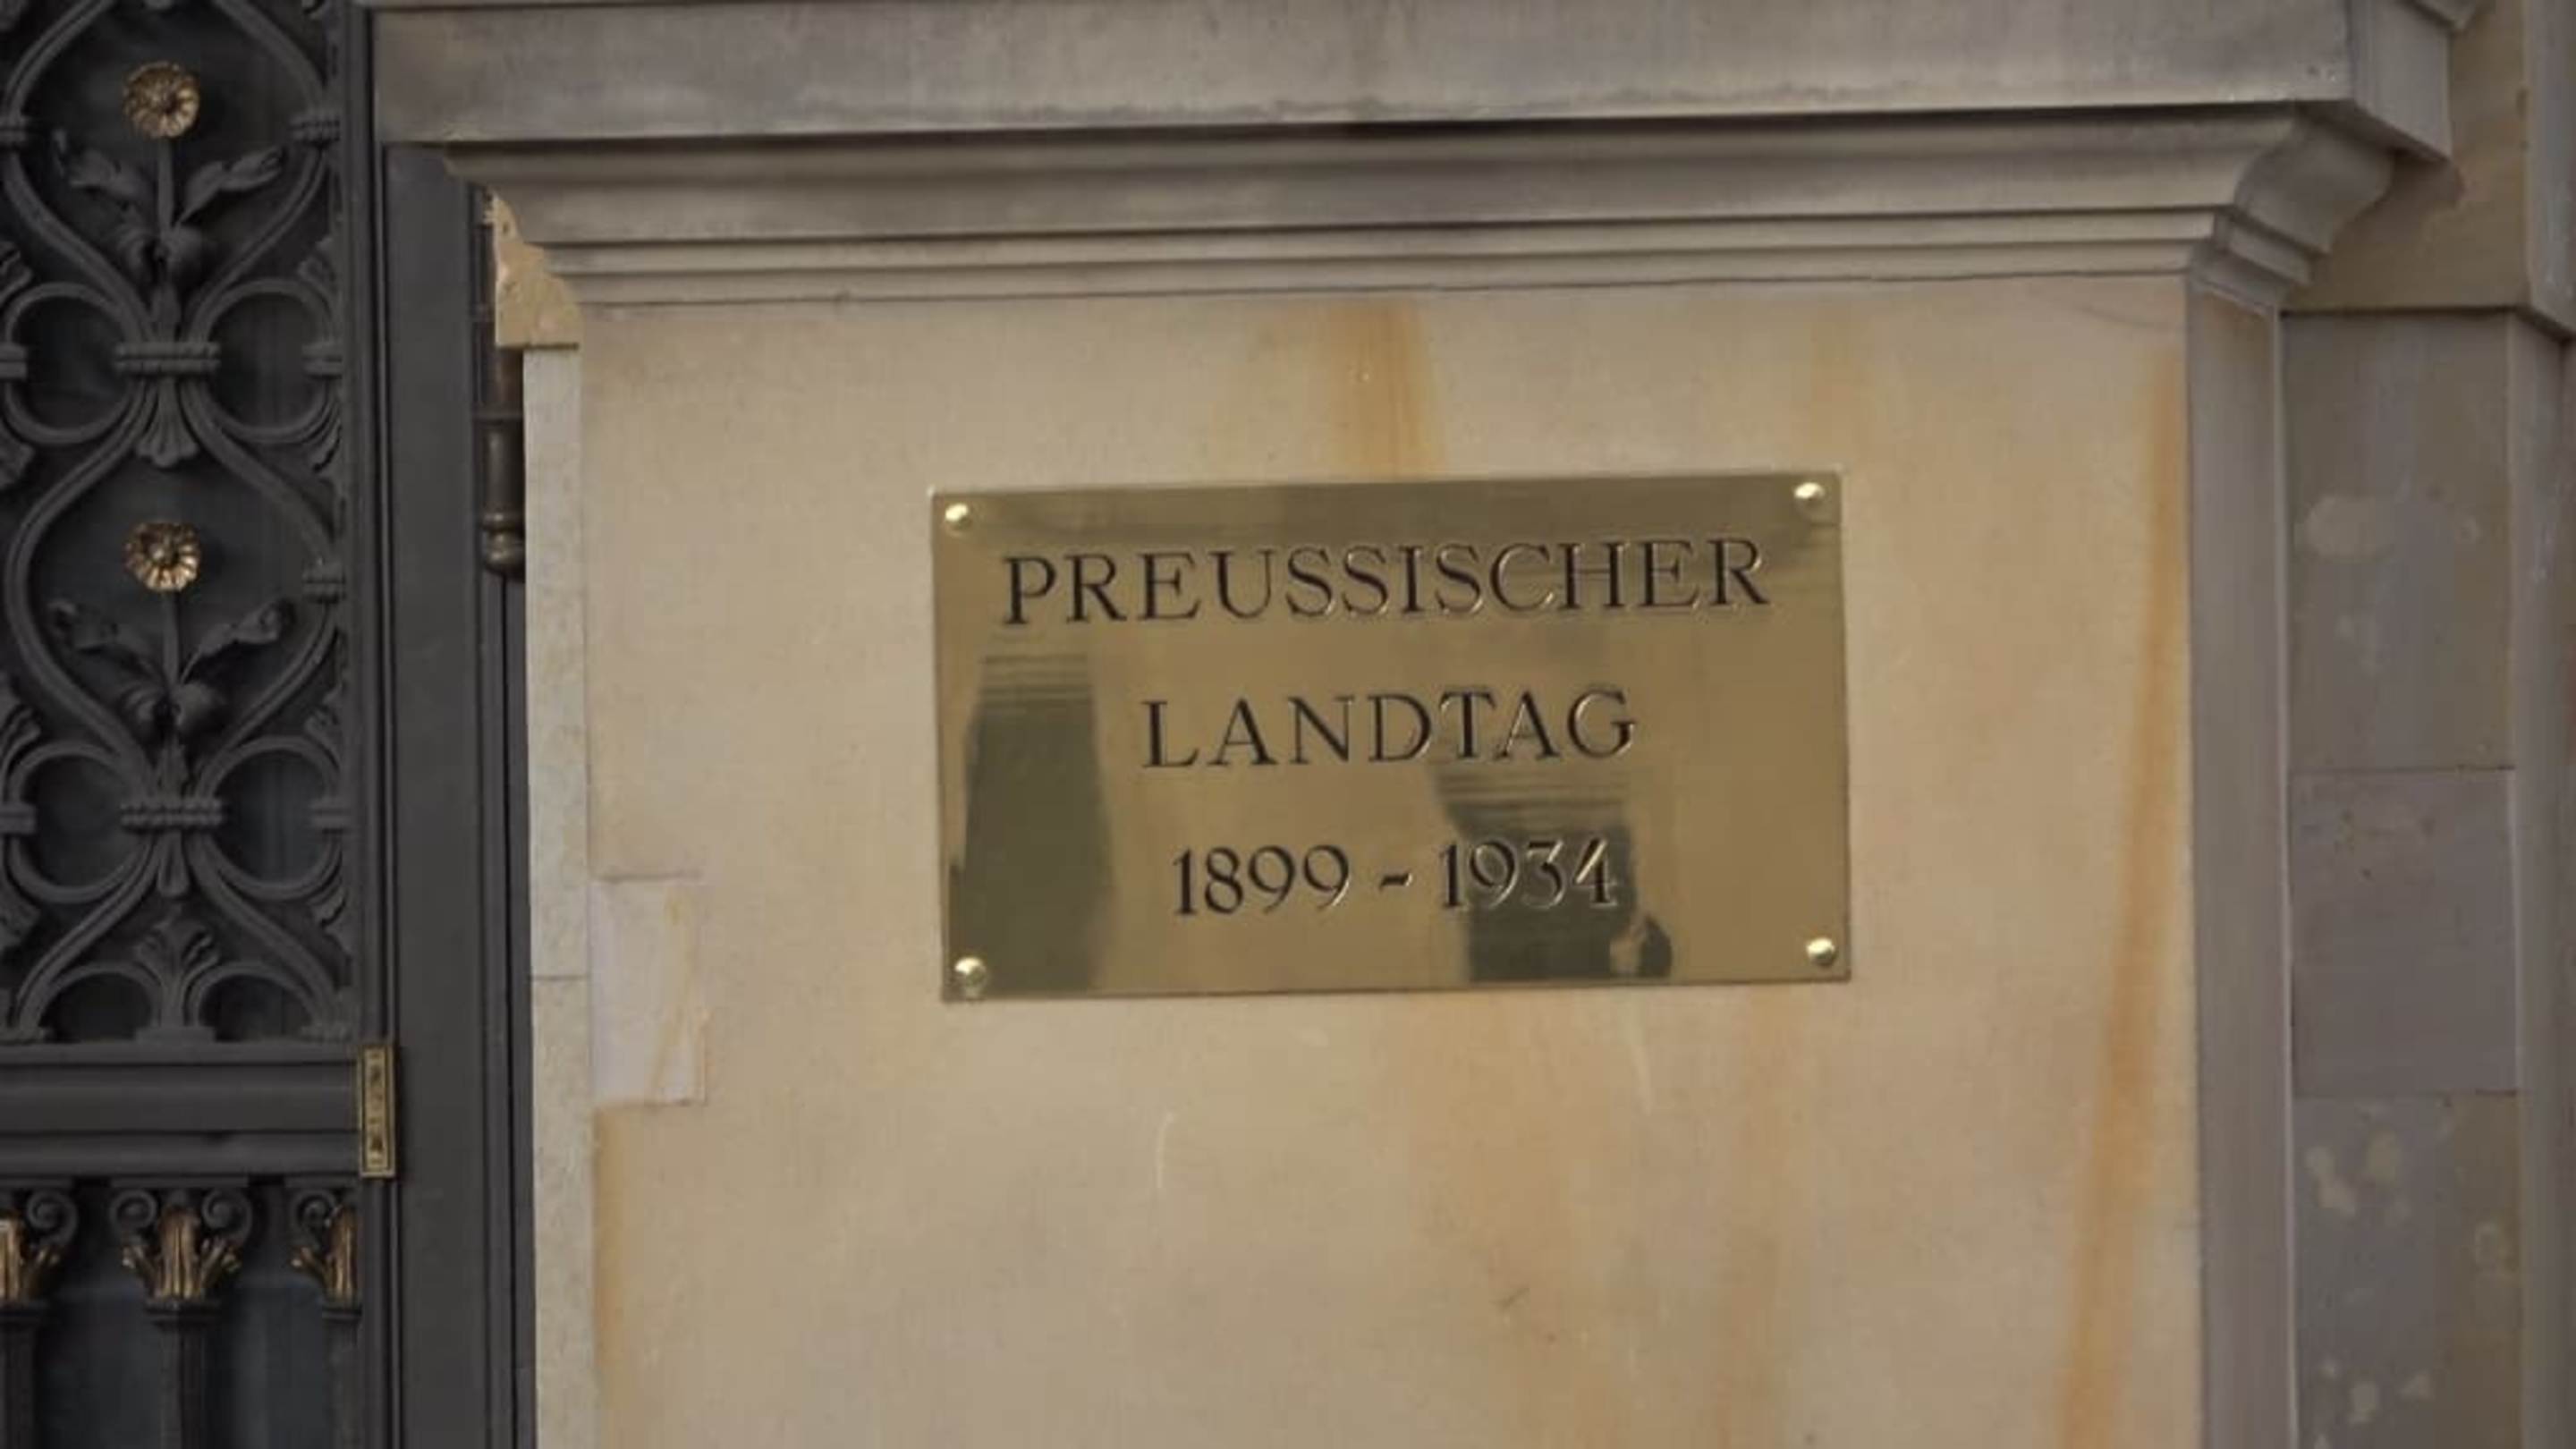 PREUSSISCHER
LANDTAG
1899 - 1934